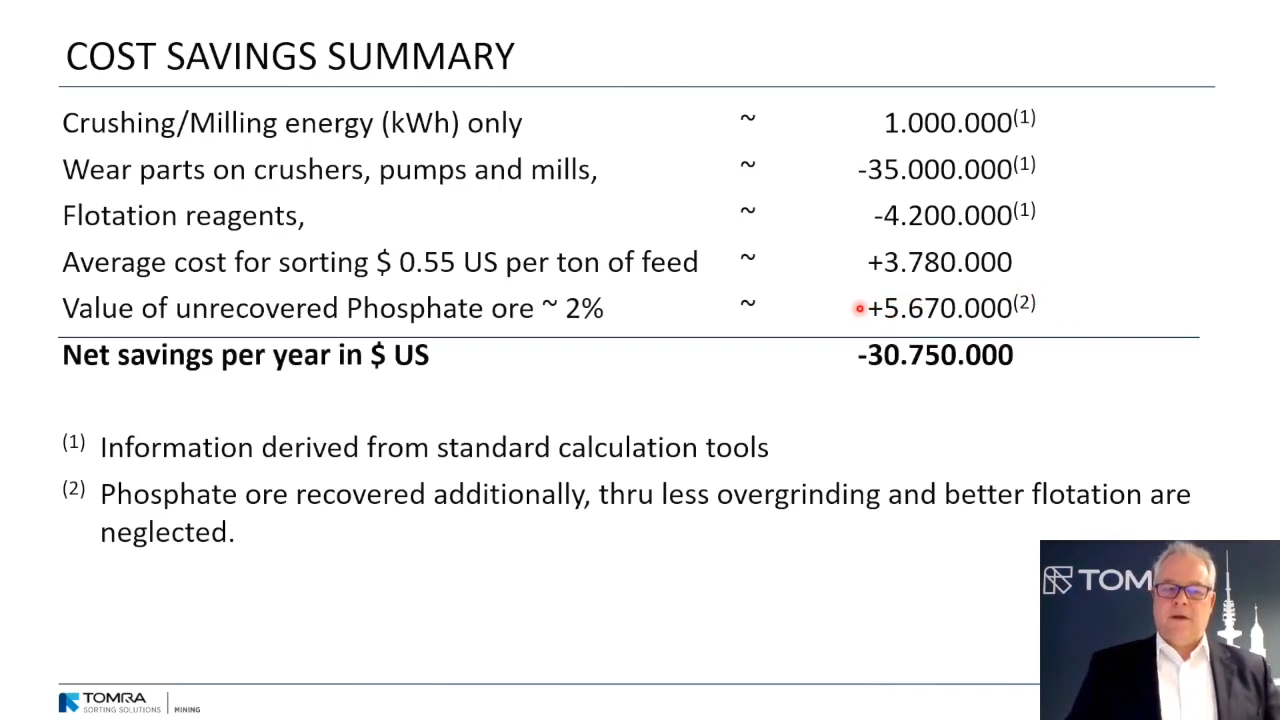 COST SAVINGS SUMMARY
Crushing/Milling energy (kWh) only ~ 1.000.000(1)
Wear parts on crushers, pumps and mills, ~ -35.000.000(1)
Flotation reagents, ~ -4.200.000(1)
Average cost for sorting $ 0.55 US per ton of feed ~ +3.780.000
Value of unrecovered Phosphate ore ~ 2% ~ +5.670.000(2)
Net savings per year in $ US -30.750.000
(1) Information derived from standard calculation tools
(2) Phosphate ore recovered additionally, thru less overgrinding and better flotation are
neglected.
TOM
TOMRA
SORTING SOLUTIONS | MINING